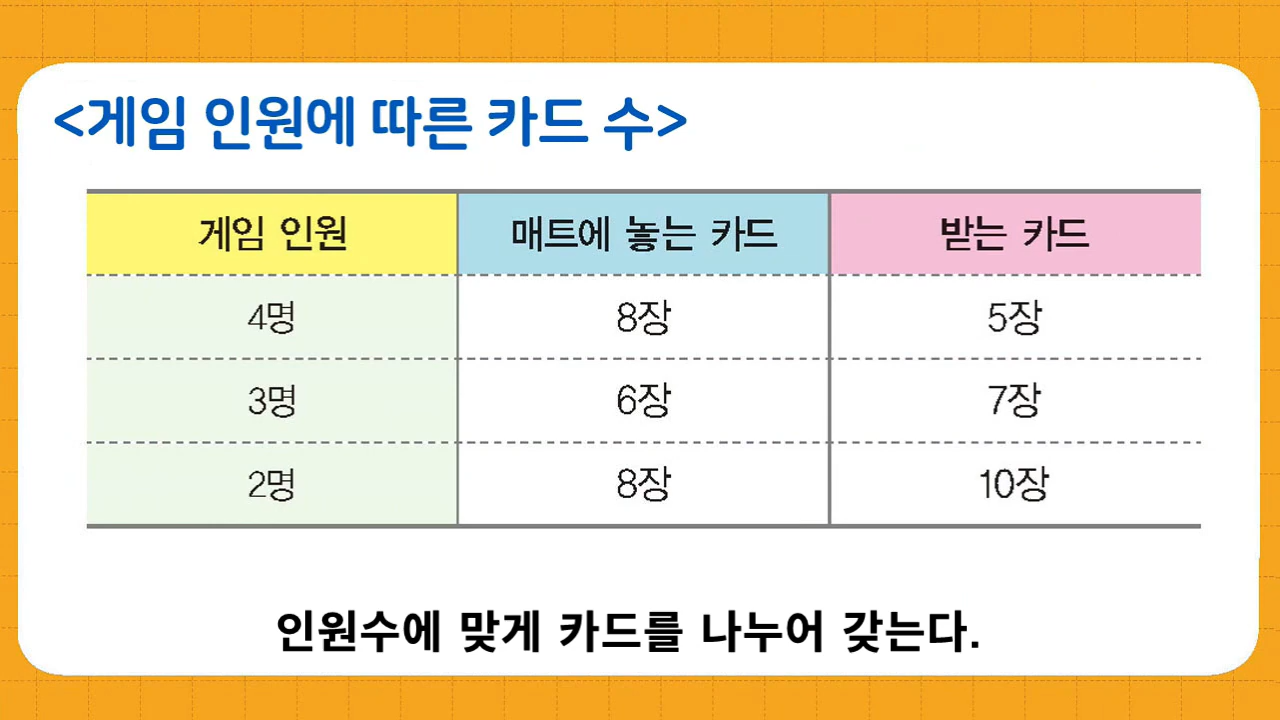 <게임 인원에 따른 카드 수>
게임 인원 매트에 놓는 카드 받는 카드
4명 8장 5장
3명 6장 7장
2명 8장 10장
인원수에 맞게 카드를 나누어 갖는다.